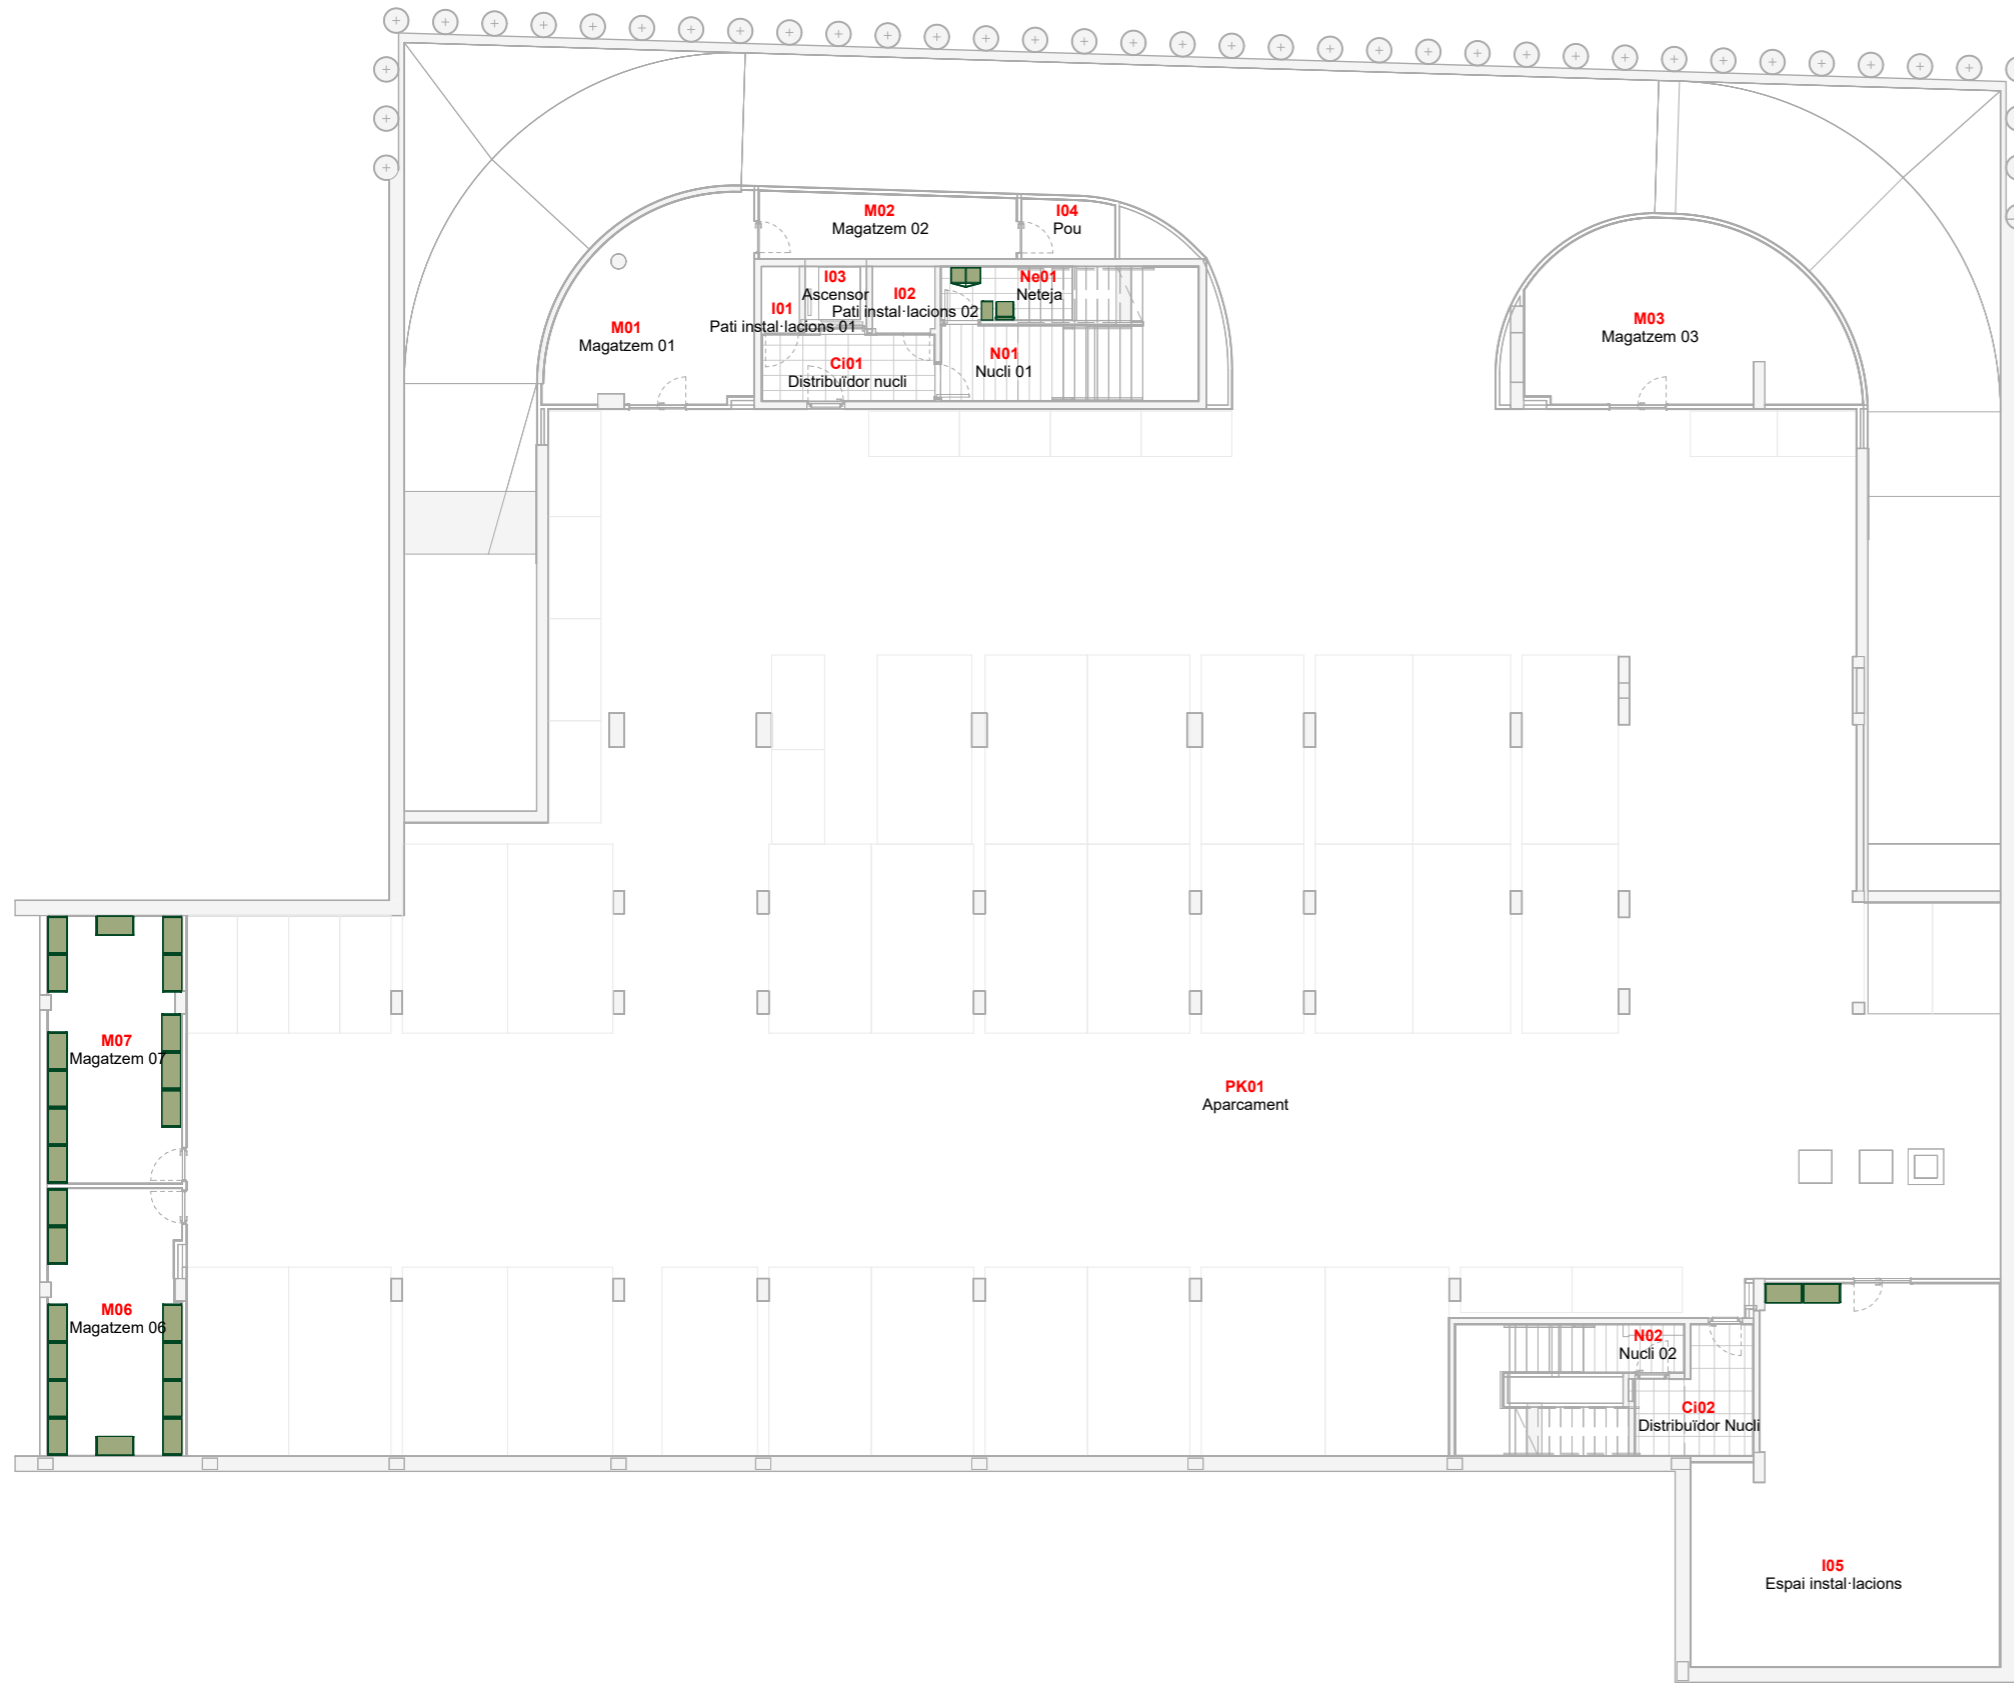 M02
Magatzem 02
I04
Pou
I03
Ascensor
Ne01
Neteja
I02
Pati instal·lacions 02
I01
Pati instal·lacions 01
M01
Magatzem 01
M03
Magatzem 03
N01
Nucli 01
Ci01
Distribuïdor nucli
M07
Magatzem 07
PK01
Aparcament
M06
Magatzem 06
N02
Nucli 02
Ci02
Distribuïdor Nucli
I05
Espai instal·lacions